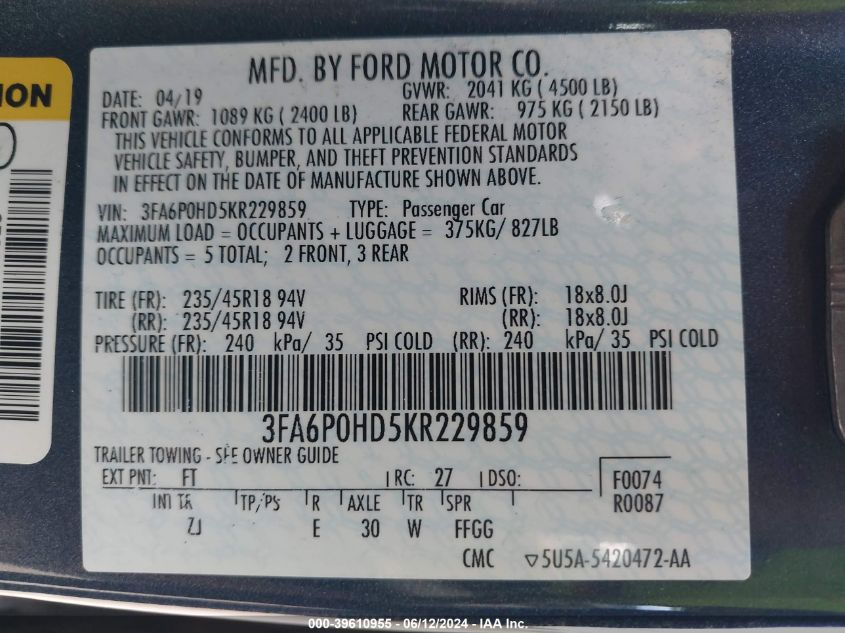 ION
MFD. BY FORD MOTOR CO.
DATE: 04/19 GVWR: 2041 KG ( 4500 LB)
FRONT GAWR: 1089 KG ( 2400 LB) REAR GAWR: 975 KG ( 2150 LB)
THIS VEHICLE CONFORMS TO ALL APPLICABLE FEDERAL MOTOR
VEHICLE SAFETY, BUMPER, AND THEFT PREVENTION STANDARDS
IN EFFECT ON THE DATE OF MANUFACTURE SHOWN ABOVE.
VIN: 3FA6P0HD5KR229859 TYPE: Passenger Car
MAXIMUM LOAD = OCCUPANTS + LUGGAGE = 375KG/ 827LB
OCCUPANTS = 5 TOTAL; 2 FRONT, 3 REAR
TIRE (FR): 235/45R18 94V RIMS (FR): 18x8.0J
(RR): 235/45R18 94V (RR): 18x8.0J
PRESSURE (FR): 240 kPa/ 35 PSI COLD (RR): 240 kPa/ 35 PSI COLD
3FA6P0HD5KR229859
TRAILER TOWING - SEE OWNER GUIDE
EXT PNT: FT RC: 27 DSO: F0074
R0087
INT TR TP/PS R AXLE TR SPR
ZJ E 30 W FFGG
CMC ▽5U5A-5420472-AA
000-39610955 - 06/12/2024 - IAA Inc.